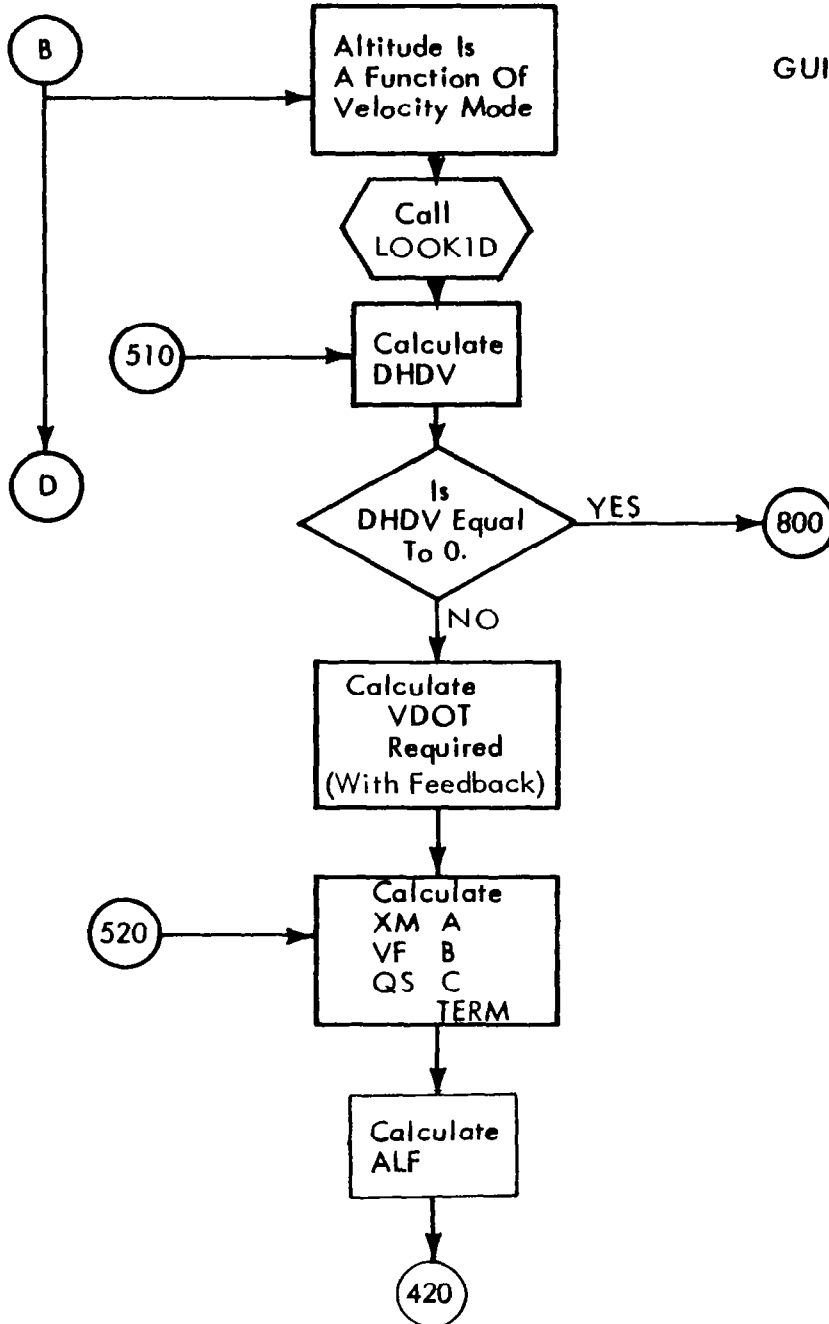 B
Altitude Is
A Function Of
Velocity Mode
GUI
Call
LOOK1D
510
Calculate
DHDV
D
Is
DHDV Equal
To 0.
YES
800
NO
Calculate
VDOT
Required
(With Feedback)
520
Calculate
XM A
VF B
QS C
TERM
Calculate
ALF
420